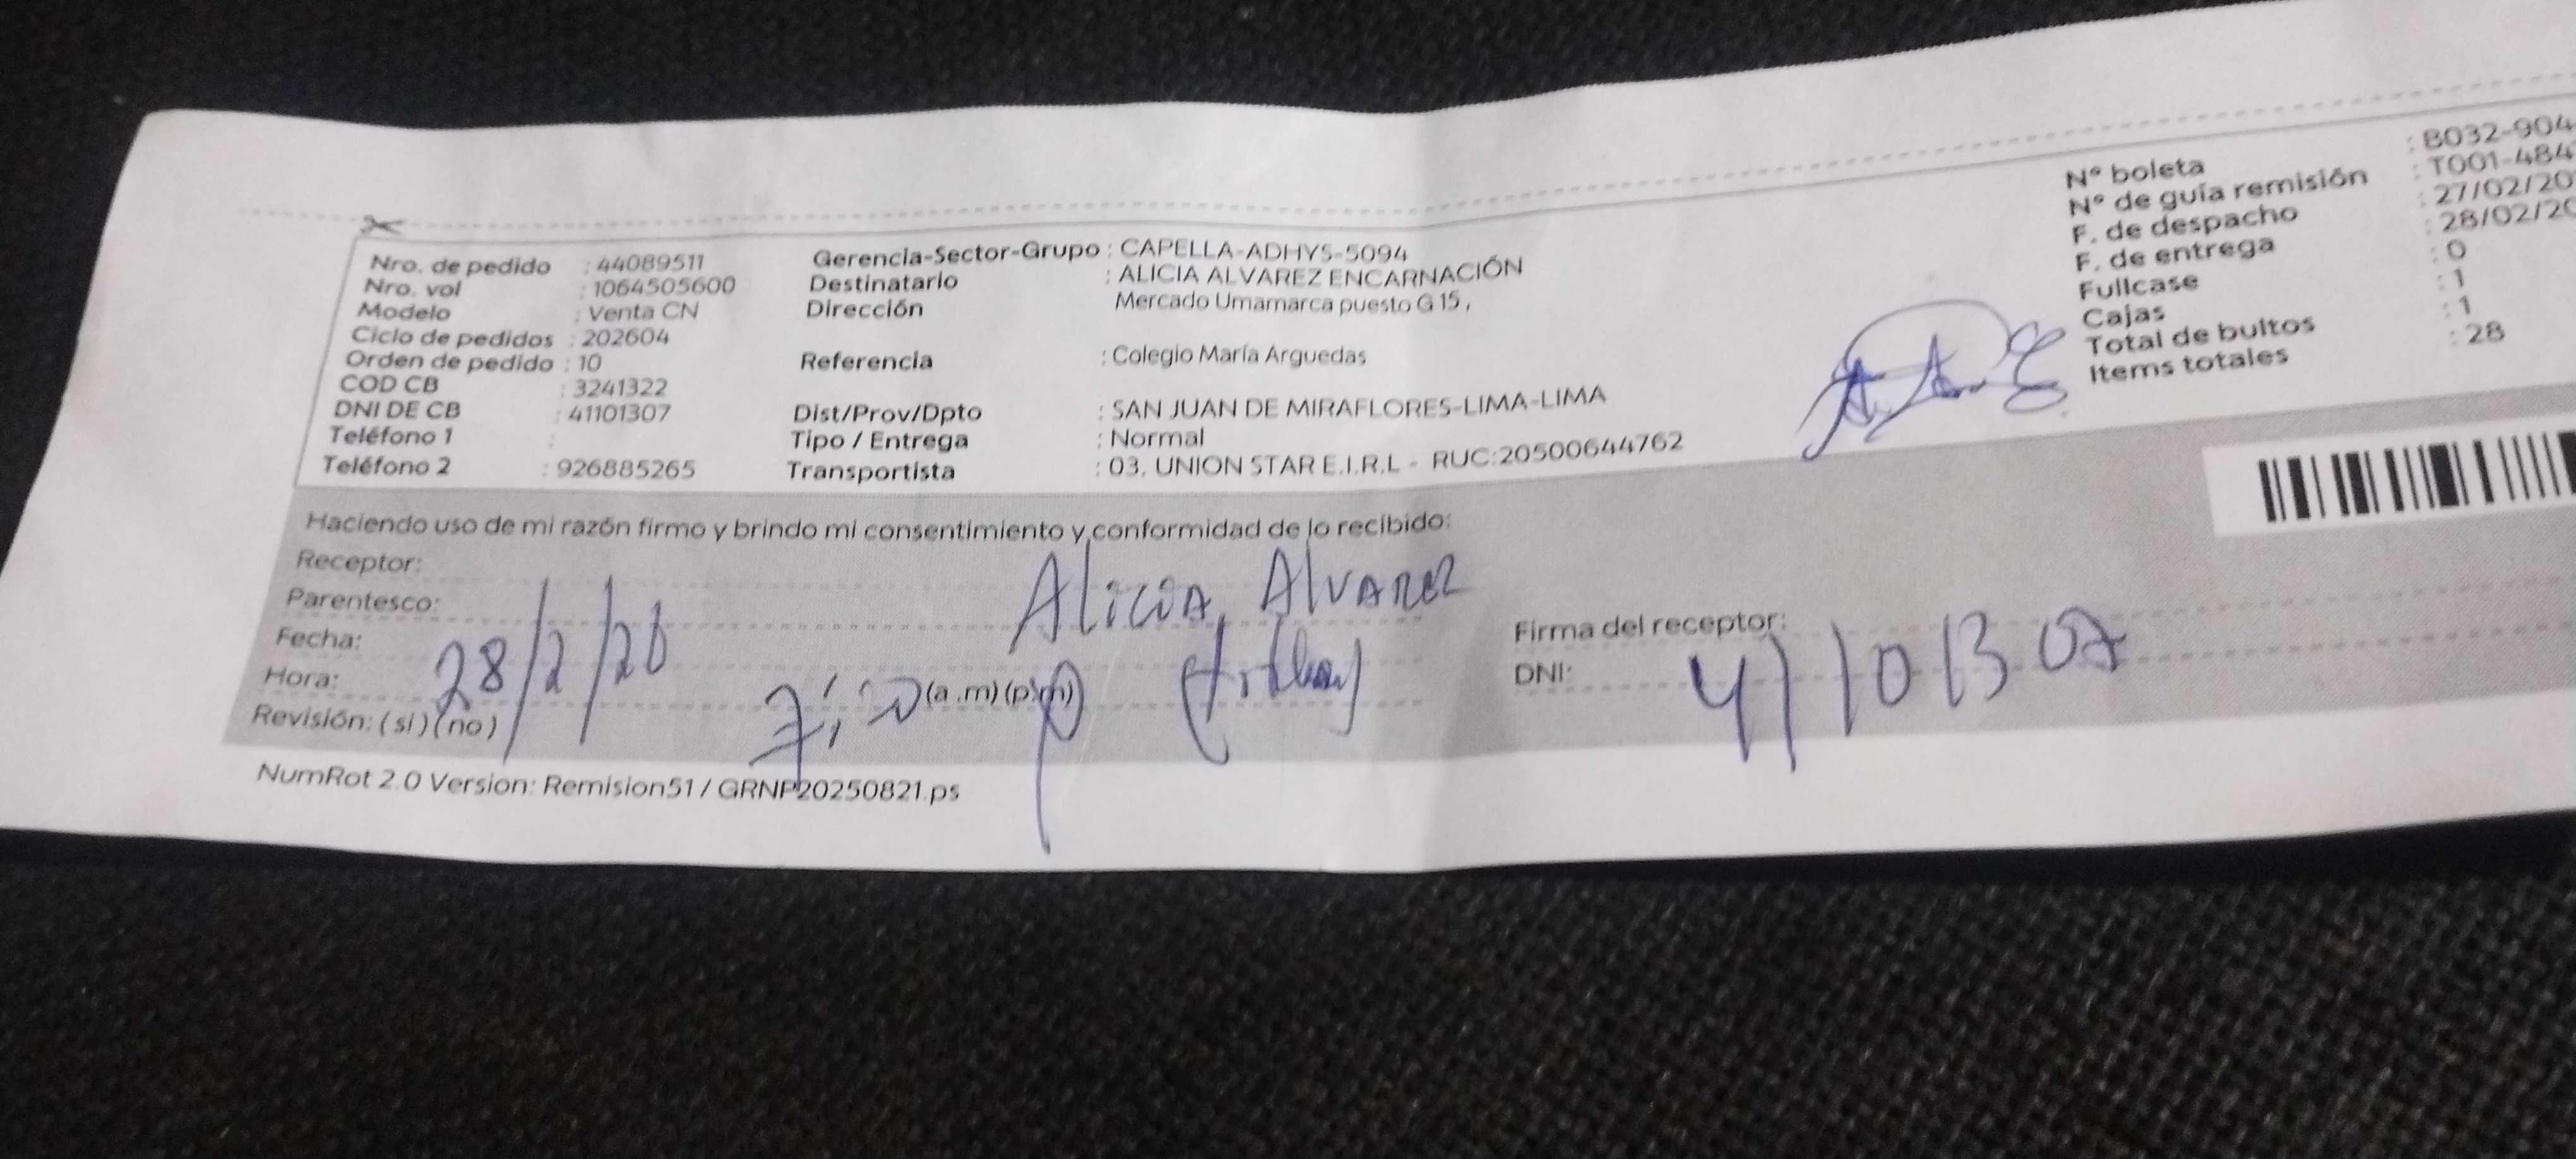 Nro. de pedido : 44089511
Nro. vol : 1064505600
Modelo : Venta CN
Ciclo de pedidos : 202604
Orden de pedido : 10
COD CB : 3241322
DNI DE CB : 41101307
Teléfono 1 :
Teléfono 2 : 926885265
Gerencia-Sector-Grupo : CAPELLA-ADHYS-5094
Destinatario : ALICIA ALVAREZ ENCARNACIÓN
Dirección Mercado Umamarca puesto G 15,
Referencia : Colegio María Arguedas
Dist/Prov/Dpto : SAN JUAN DE MIRAFLORES-LIMA-LIMA
Tipo / Entrega : Normal
Transportista : 03. UNION STAR E.I.R.L - RUC:20500644762
Nº boleta : B032-904
Nº de guía remisión : T001-484
F. de despacho : 27/02/20
F. de entrega : 28/02/20
Fullcase : 0
Cajas : 1
Total de bultos : 1
Items totales : 28
Haciendo uso de mi razón firmo y brindo mi consentimiento y conformidad de lo recibido:
Receptor: Alicia Alvarez
Parentesco:
Fecha: 28/2/26
Hora: (a .m) (p.m)
Revisión: (si) (no)
Firma del receptor:
DNI: 41101307
NumRot 2.0 Version: Remision51 / GRNP20250821.ps